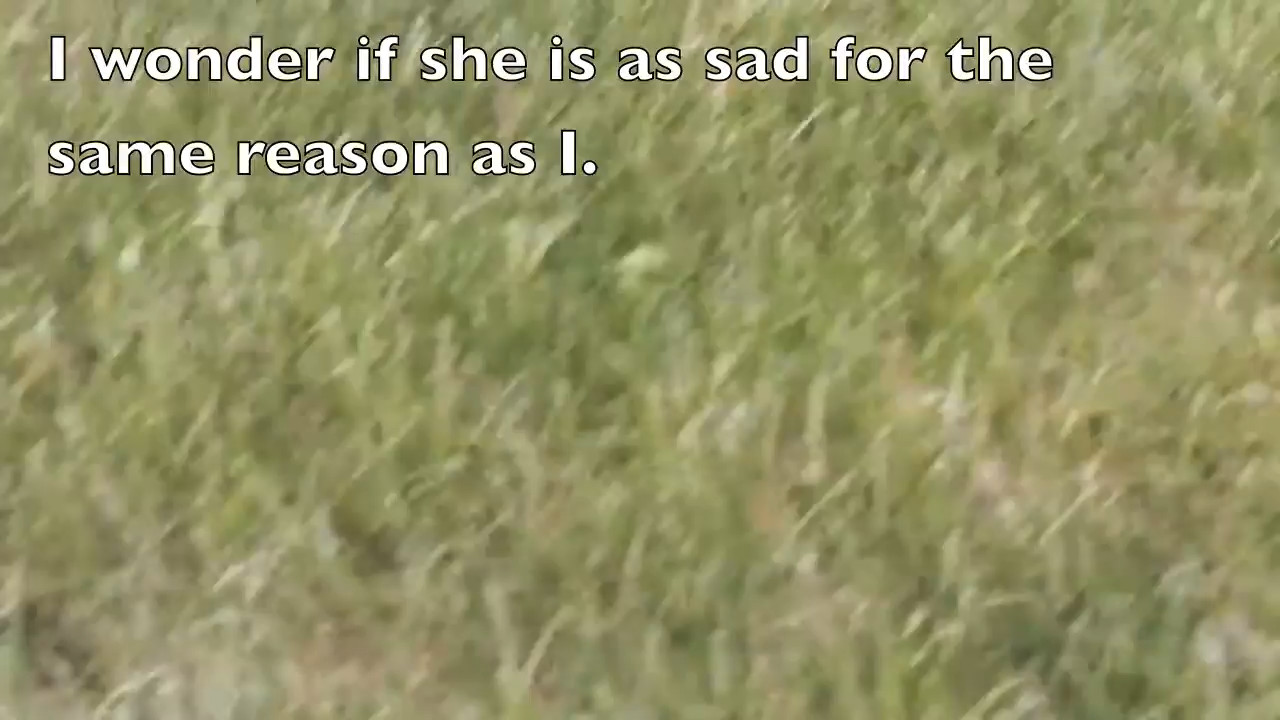 I wonder if she is as sad for the
same reason as I.